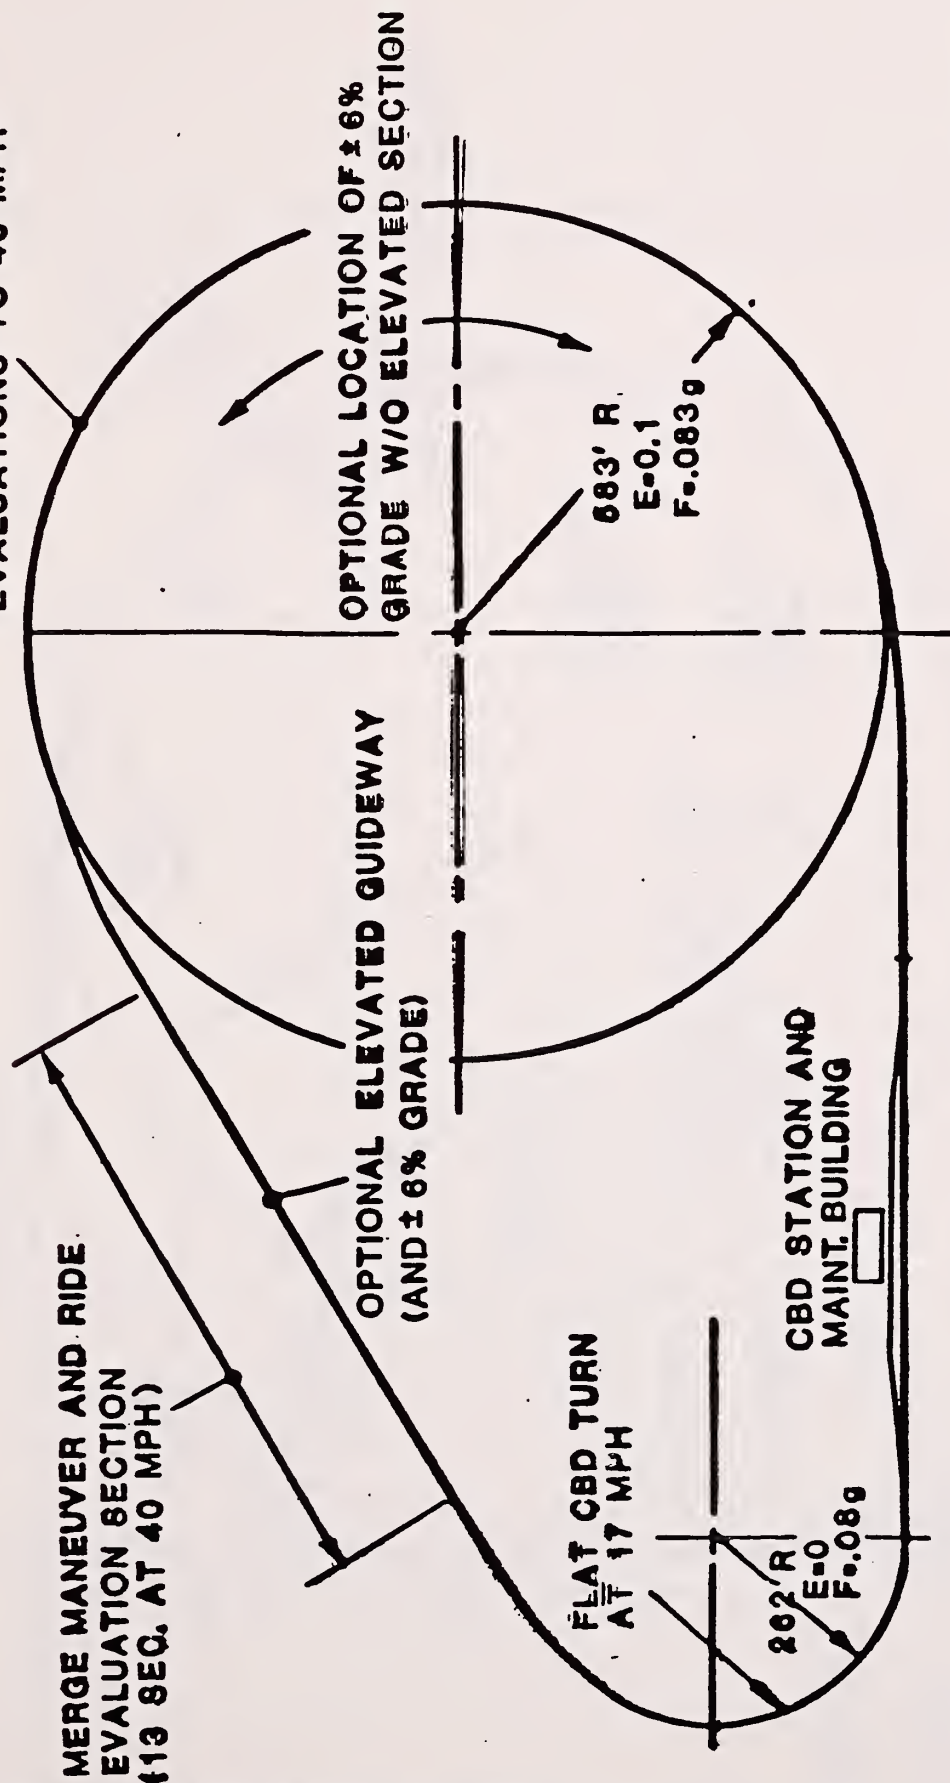 MERGE MANEUVER AND RIDE
EVALUATION SECTION
(13 SEC. AT 40 MPH)
OPTIONAL ELEVATED GUIDEWAY
(AND ± 6% GRADE)
OPTIONAL LOCATION OF ± 6%
GRADE W/O ELEVATED SECTION
583' R
E=0.1
F=.083g
FLAT CBD TURN
AT 17 MPH
262' R
E=0
F=.08g
CBD STATION AND
MAINT. BUILDING